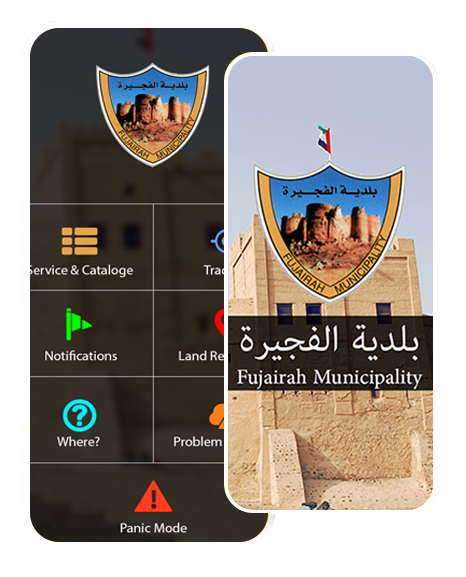 بلدية الفجيرة
FUJAIRAH MUNICIPALITY
Service & Cataloge
Trac
Notifications
Land Re
Where?
Problem
Panic Mode
بلدية الفجيرة
FUJAIRAH MUNICIPALITY
بلدية الفجيرة
Fujairah Municipality